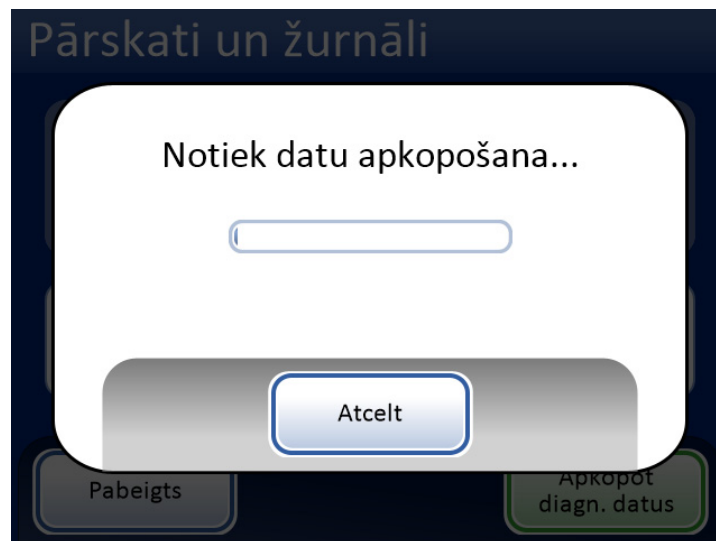 Pārskati un žurnāli
Notiek datu apkopošana...
Atcelt
Pabeigts
Apkopot
diagn. datus